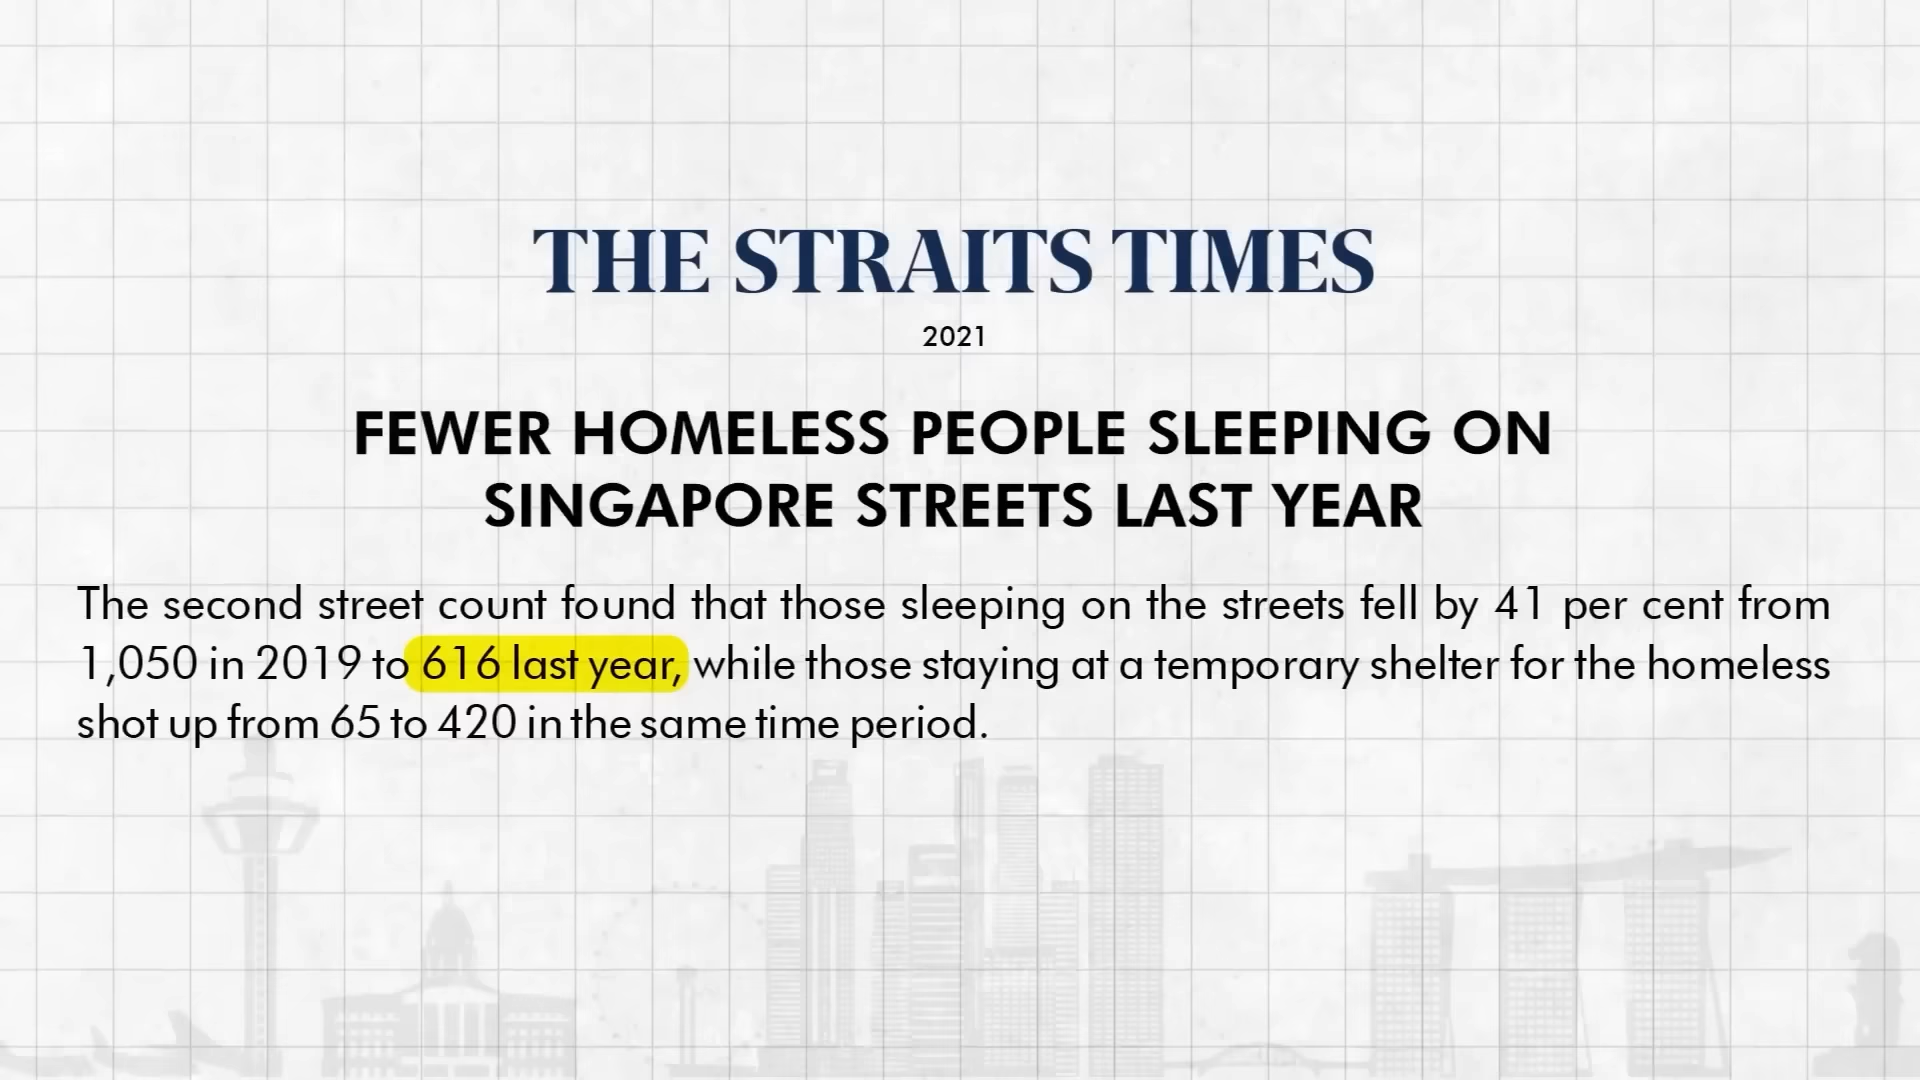 THE STRAITS TIMES
2021
FEWER HOMELESS PEOPLE SLEEPING ON
SINGAPORE STREETS LAST YEAR
The second street count found that those sleeping on the streets fell by 41 per cent from
1,050 in 2019 to 616 last year, while those staying at a temporary shelter for the homeless
shot up from 65 to 420 in the same time period.